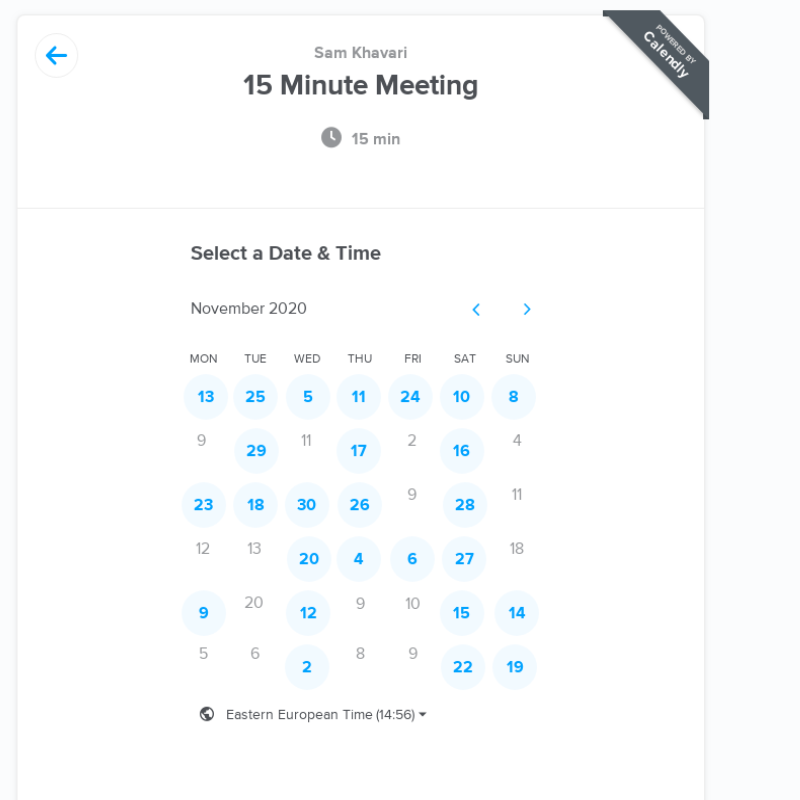 POWERED BY
Calendly
Sam Khavari
15 Minute Meeting
15 min
Select a Date & Time
November 2020
MON TUE WED THU FRI SAT SUN
13 25 5 11 24 10 8
9 29 11 17 2 16 4
23 18 30 26 9 28 11
12 13 20 4 6 27 18
9 20 12 9 10 15 14
5 6 2 8 9 22 19
Eastern European Time (14:56)